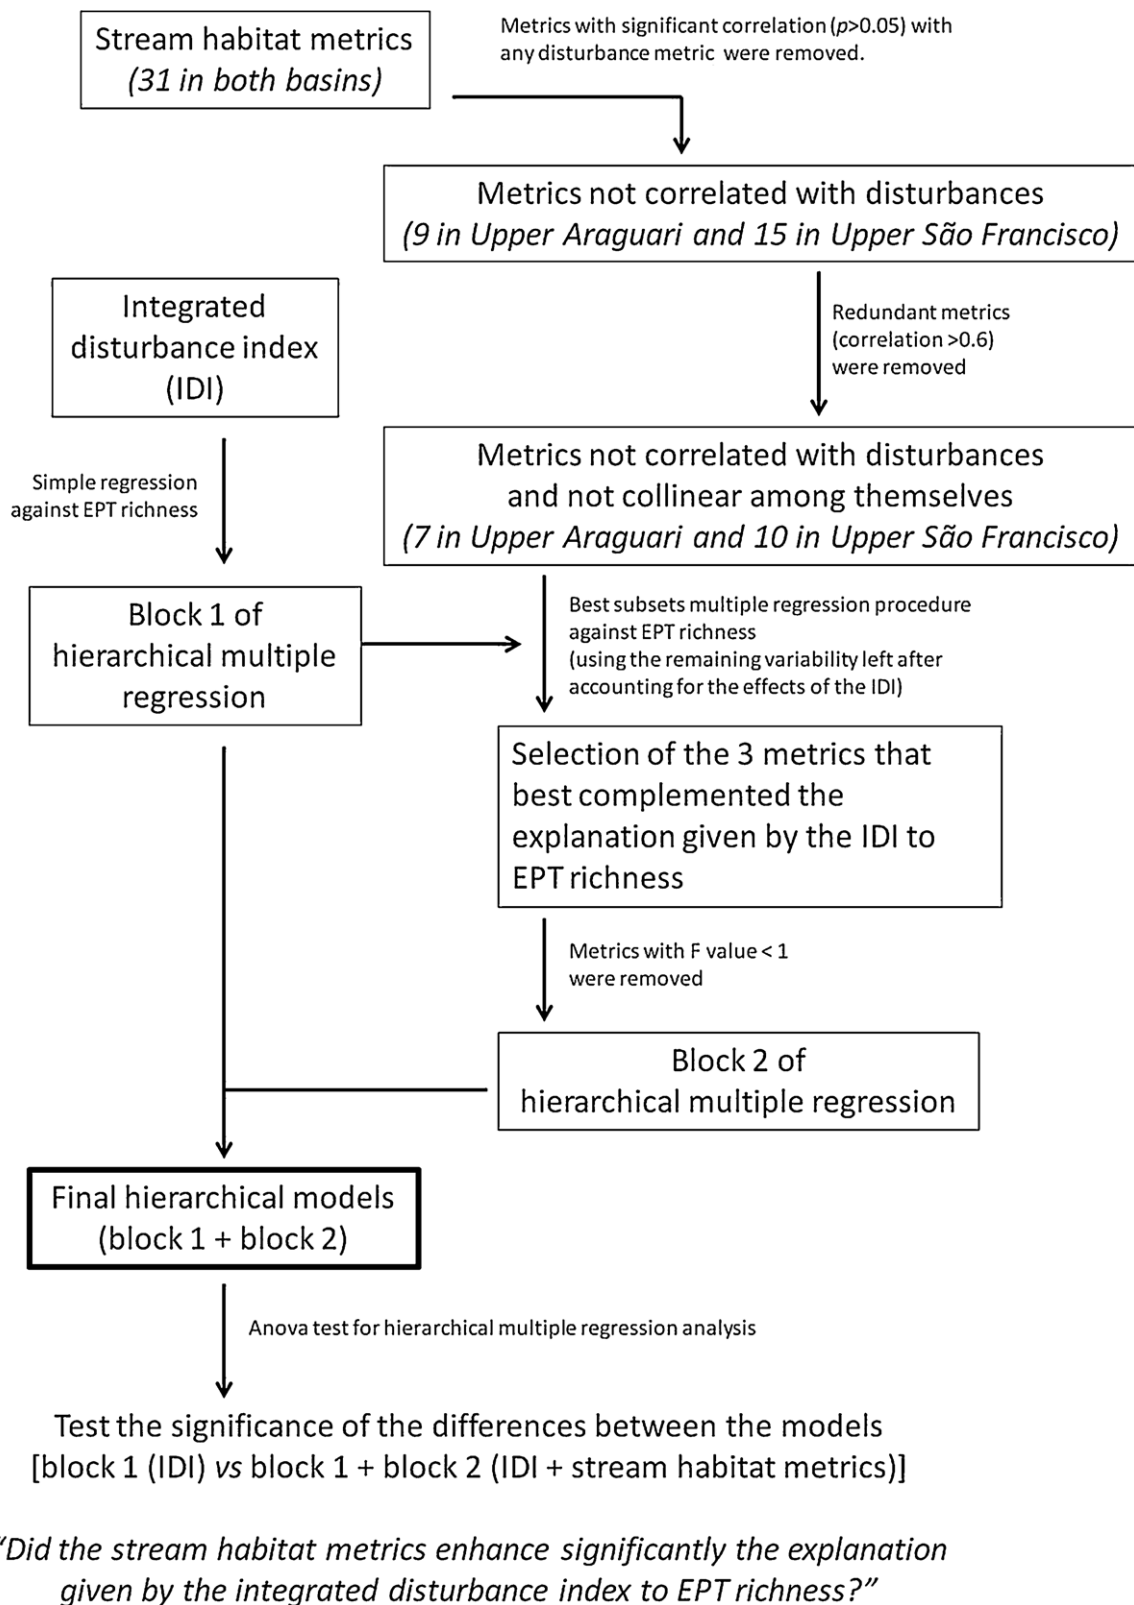 Stream habitat metrics
(31 in both basins)
Metrics with significant correlation (p>0.05) with
any disturbance metric were removed.
Metrics not correlated with disturbances
(9 in Upper Araguari and 15 in Upper São Francisco)
Integrated
disturbance index
(IDI)
Redundant metrics
(correlation >0.6)
were removed
Simple regression
against EPT richness
Metrics not correlated with disturbances
and not collinear among themselves
(7 in Upper Araguari and 10 in Upper São Francisco)
Block 1 of
hierarchical multiple
regression
Best subsets multiple regression procedure
against EPT richness
(using the remaining variability left after
accounting for the effects of the IDI)
Selection of the 3 metrics that
best complemented the
explanation given by the IDI to
EPT richness
Metrics with F value < 1
were removed
Block 2 of
hierarchical multiple regression
Final hierarchical models
(block 1 + block 2)
Anova test for hierarchical multiple regression analysis
Test the significance of the differences between the models
[block 1 (IDI) vs block 1 + block 2 (IDI + stream habitat metrics)]
“Did the stream habitat metrics enhance significantly the explanation
given by the integrated disturbance index to EPT richness?”